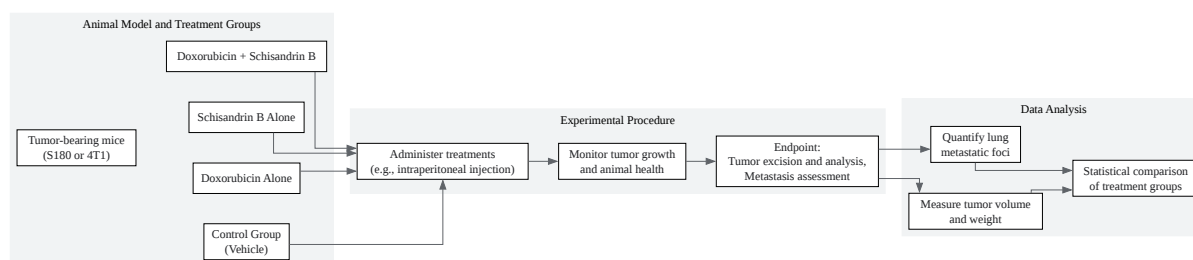 Animal Model and Treatment Groups
Doxorubicin + Schisandrin B
Schisandrin B Alone
Tumor-bearing mice
(S180 or 4T1)
Doxorubicin Alone
Control Group
(Vehicle)
Experimental Procedure
Administer treatments
(e.g., intraperitoneal injection)
Monitor tumor growth
and animal health
Endpoint:
Tumor excision and analysis,
Metastasis assessment
Data Analysis
Quantify lung
metastatic foci
Measure tumor volume
and weight
Statistical comparison
of treatment groups